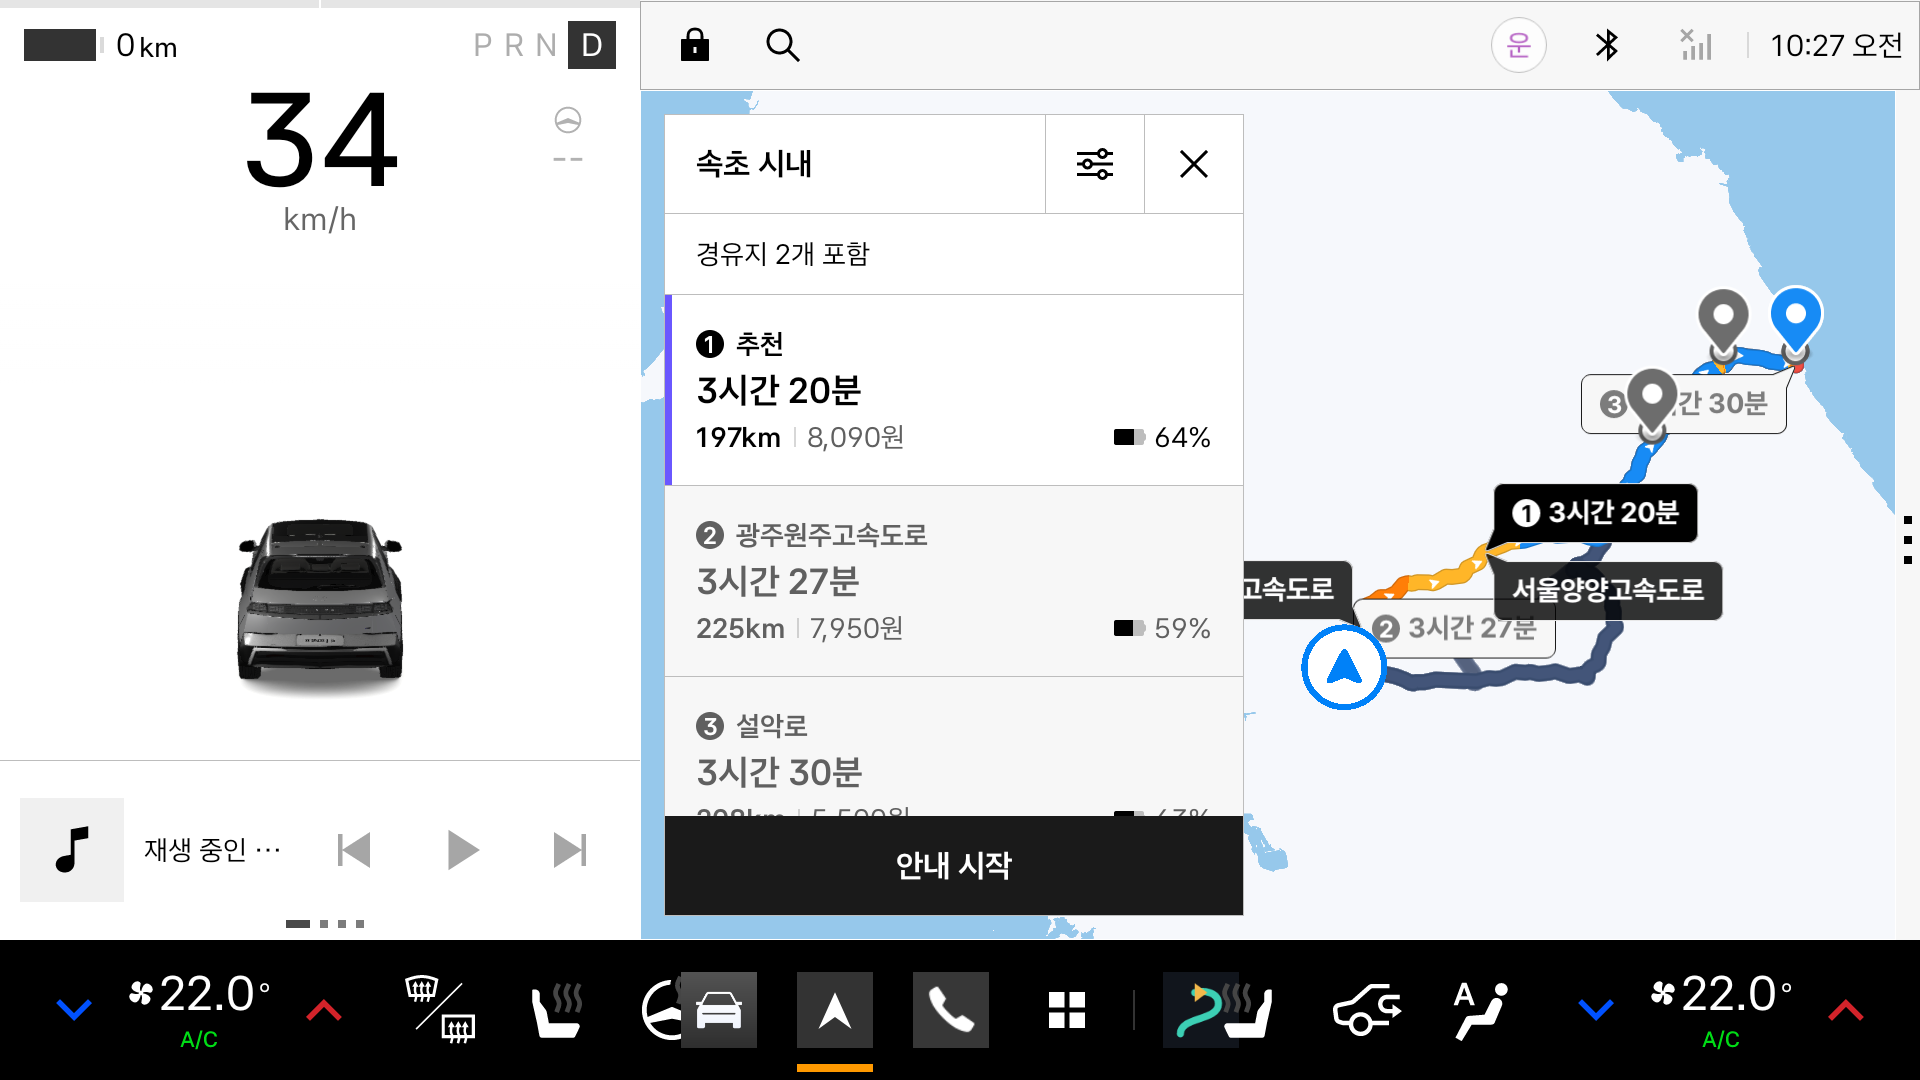 0 km
P R N D
34
km/h
--
운
10:27 오전
속초 시내
경유지 2개 포함
1 추천
3시간 20분
197km 8,090원 64%
2 광주원주고속도로
3시간 27분
225km 7,950원 59%
3 설악로
3시간 30분
안내 시작
3 간 30분
1 3시간 20분
서울양양고속도로
고속도로
2 3시간 27분
재생 중인 ...
22.0°
A/C
A
22.0°
A/C